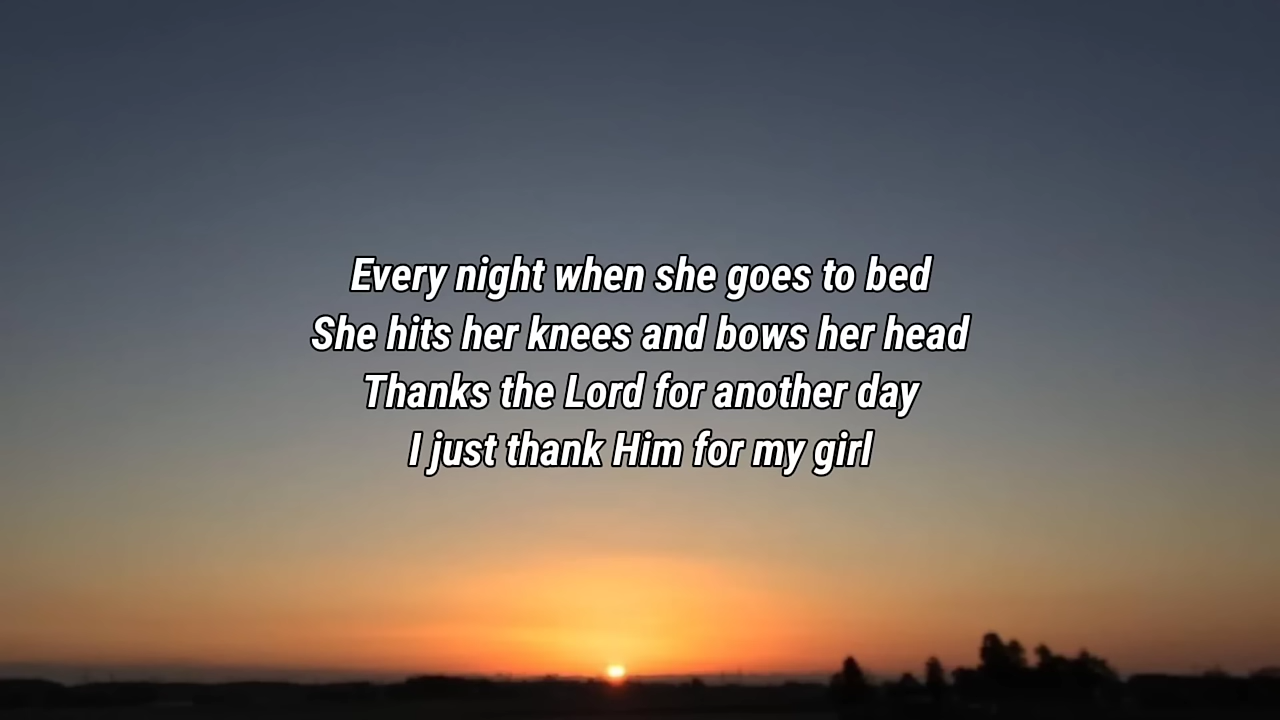 Every night when she goes to bed
She hits her knees and bows her head
Thanks the Lord for another day
I just thank Him for my girl